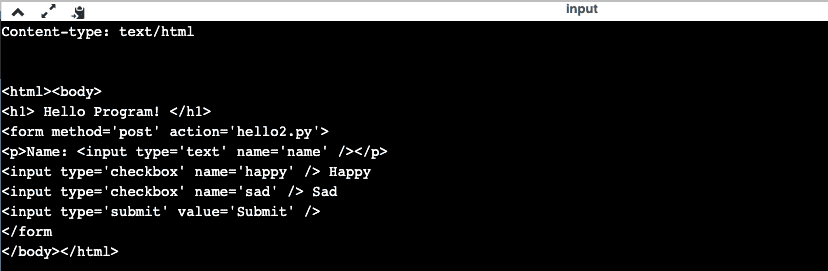 input
Content-type: text/html
<html><body>
<h1> Hello Program! </h1>
<form method='post' action='hello2.py'>
<p>Name: <input type='text' name='name' /></p>
<input type='checkbox' name='happy' /> Happy
<input type='checkbox' name='sad' /> Sad
<input type='submit' value='Submit' />
</form
</body></html>